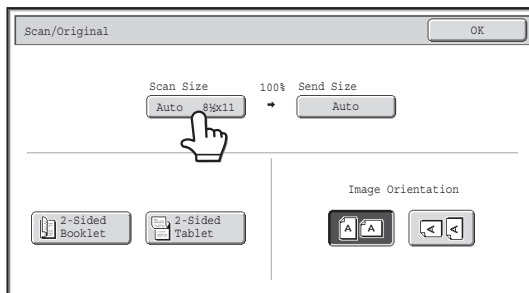 Scan/Original
OK
Scan Size
100%
Send Size
Auto 8½x11
Auto
Image Orientation
2-Sided
Booklet
2-Sided
Tablet
A A
A A